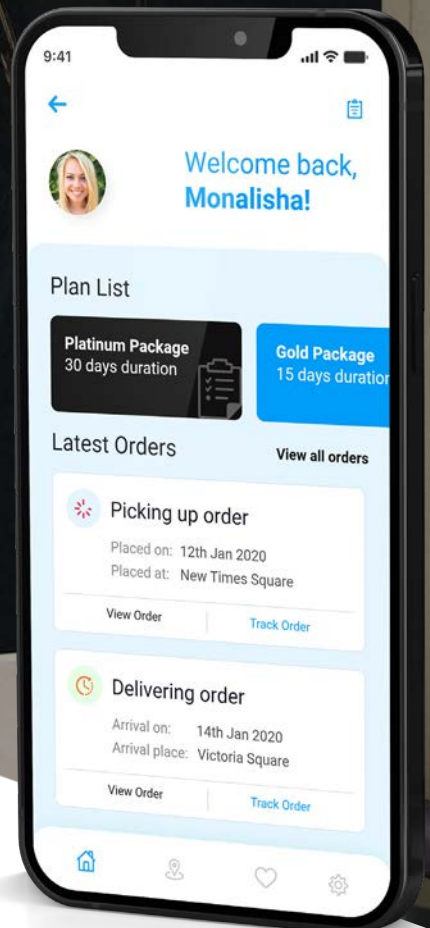 9:41
Welcome back,
Monalisha!
Plan List
Platinum Package
30 days duration
Gold Package
15 days duration
Latest Orders
View all orders
Picking up order
Placed on: 12th Jan 2020
Placed at: New Times Square
View Order
Track Order
Delivering order
Arrival on: 14th Jan 2020
Arrival place: Victoria Square
View Order
Track Order